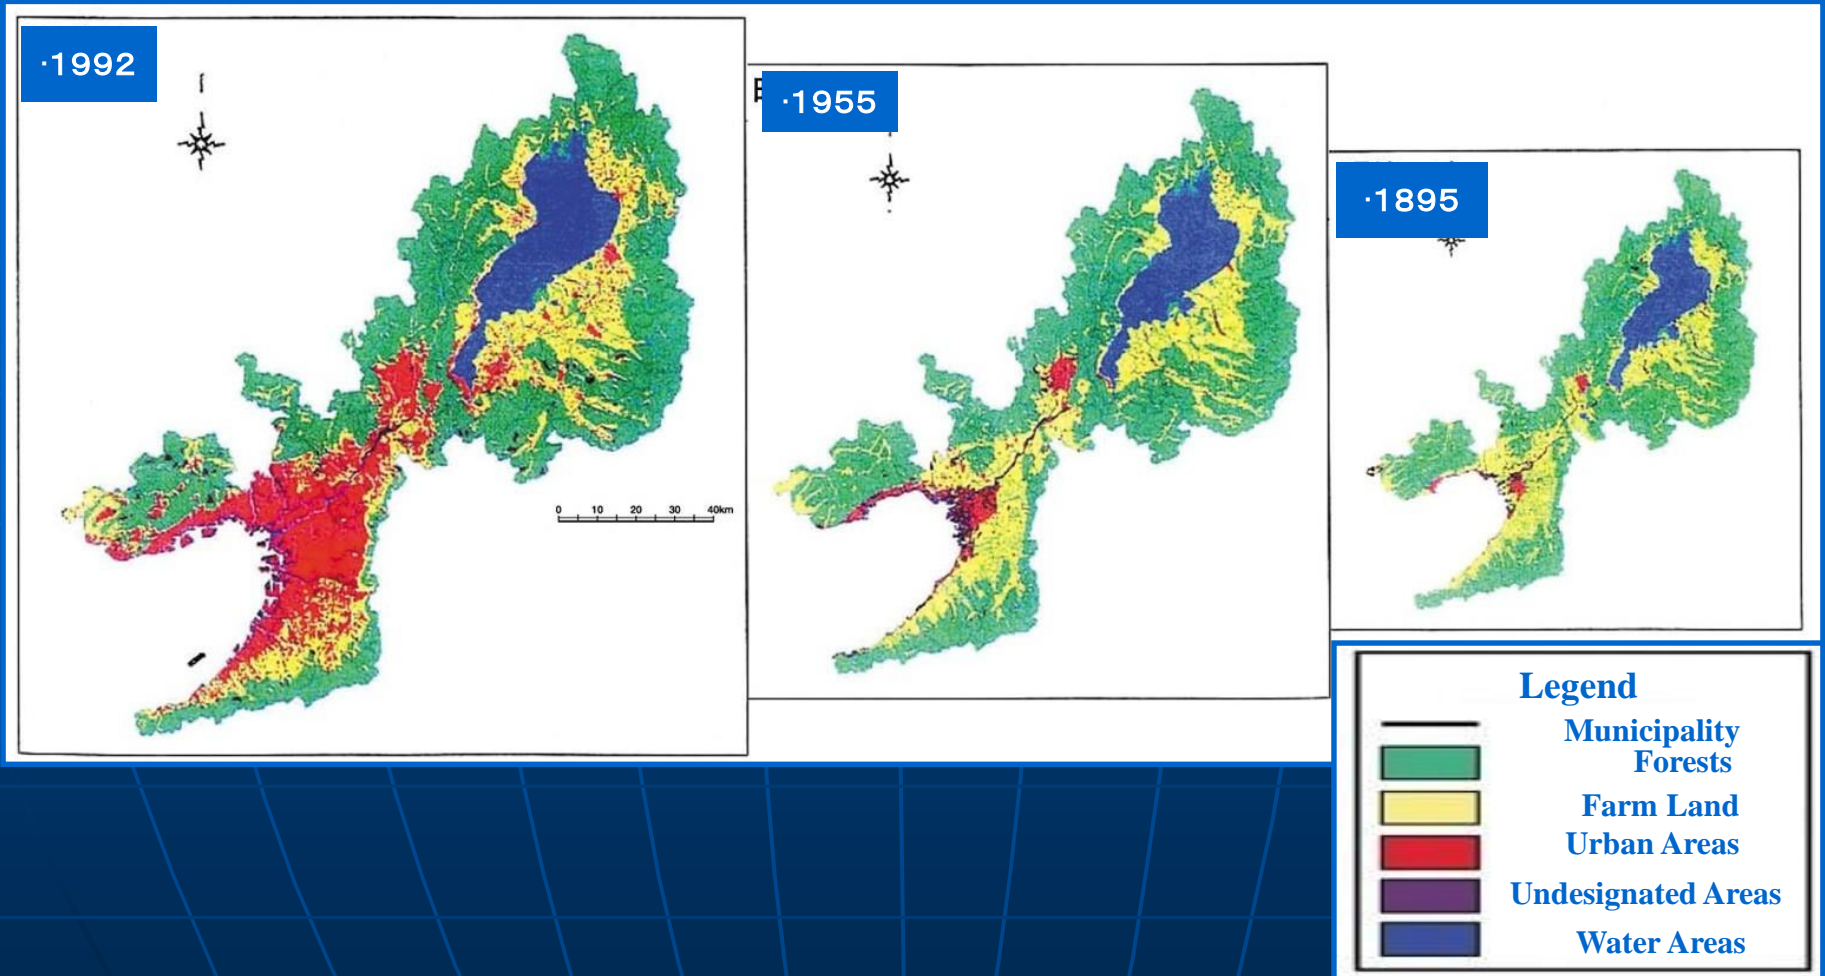 ·1992
·1955
·1895
0 10 20 30 40km
Legend
Municipality
Forests
Farm Land
Urban Areas
Undesignated Areas
Water Areas